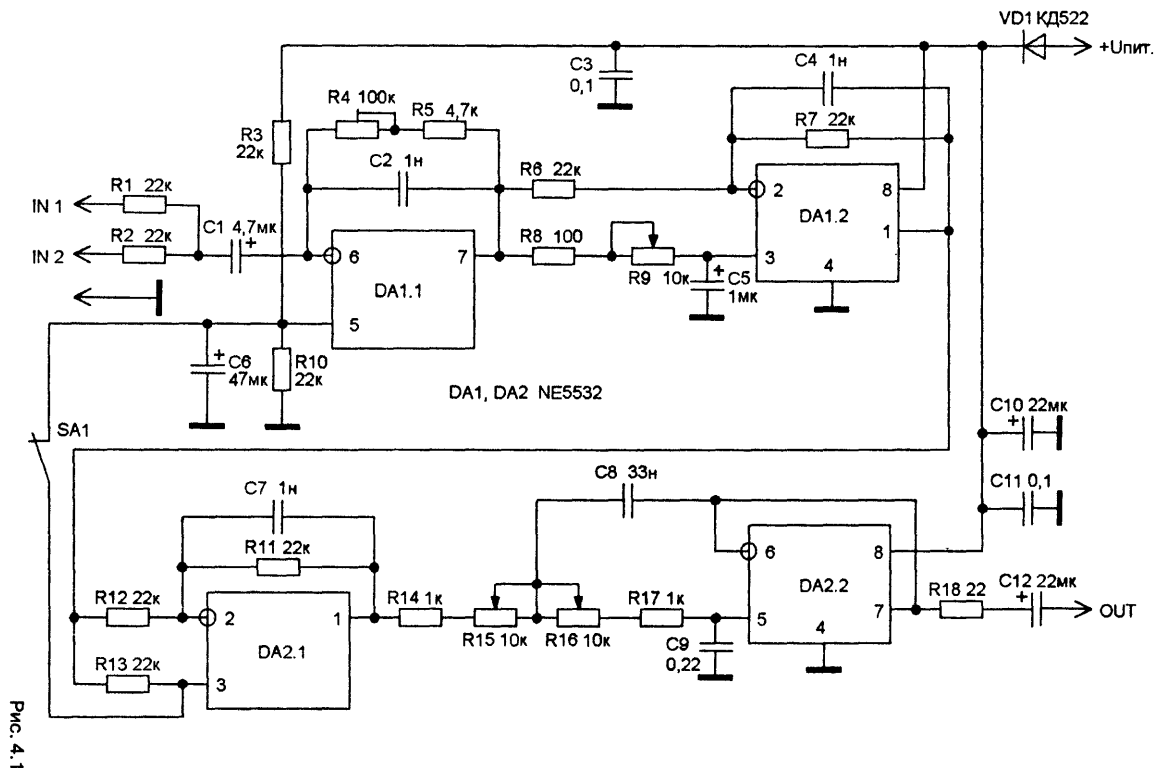 VD1 КД522
+Uпит.
C3
0,1
C4 1н
R4 100к
R5 4,7к
R7 22к
R3
22к
C2 1н
R6 22к
R1 22к
IN 1
C1 4,7мк
+
R2 22к
IN 2
2
8
DA1.2
1
3
4
6
7
DA1.1
5
R8 100
R9 10к
+
C5
1мк
+
C6
47мк
R10
22к
DA1, DA2 NE5532
SA1
C10 22мк
+
C11 0,1
C7 1н
R11 22к
C8 33н
R12 22к
2
1
DA2.1
3
R13 22к
R14 1к
R15 10к
R16 10к
R17 1к
C9
0,22
6
8
DA2.2
5
7
4
R18 22
C12 22мк
+
OUT
Рис. 4.1